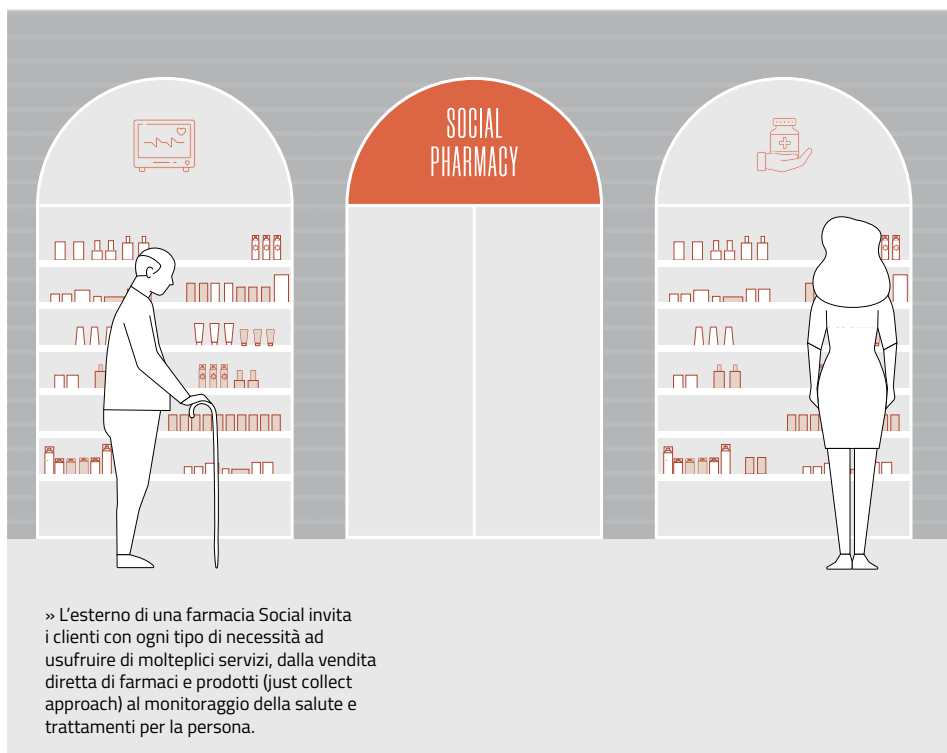 SOCIAL
PHARMACY
» L’esterno di una farmacia Social invita
i clienti con ogni tipo di necessità ad
usufruire di molteplici servizi, dalla vendita
diretta di farmaci e prodotti (just collect
approach) al monitoraggio della salute e
trattamenti per la persona.